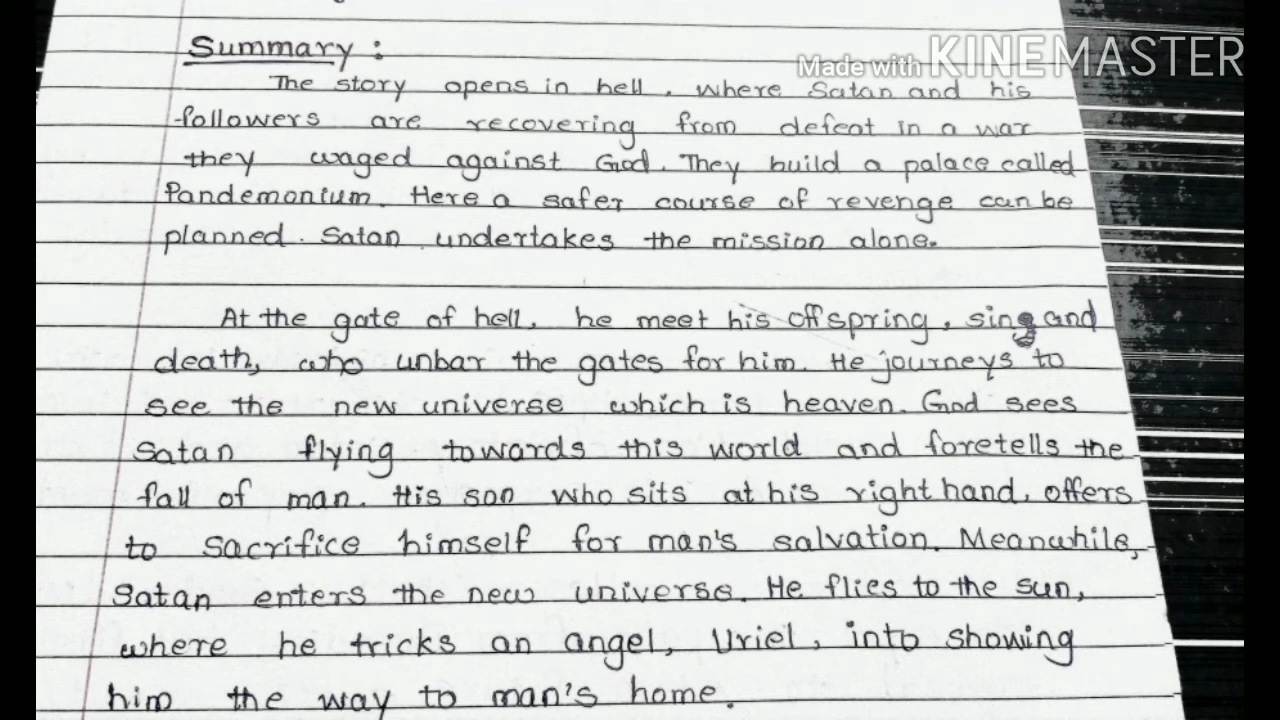 Summary :
Made with KINEMASTER
The story opens in hell, where Satan and his
followers are recovering from defeat in a war
they waged against God. They build a palace called
Pandemonium. Here a safer course of revenge can be
planned. Satan undertakes the mission alone.
At the gate of hell, he meet his offspring, sin and
death, who unbar the gates for him. He journeys to
see the new universe which is heaven. God sees
Satan flying towards this world and foretells the
fall of man. His son who sits at his right hand, offers
to sacrifice himself for man's salvation. Meanwhile,
Satan enters the new universe. He flies to the sun,
where he tricks an angel, Uriel, into showing
him the way to man's home.